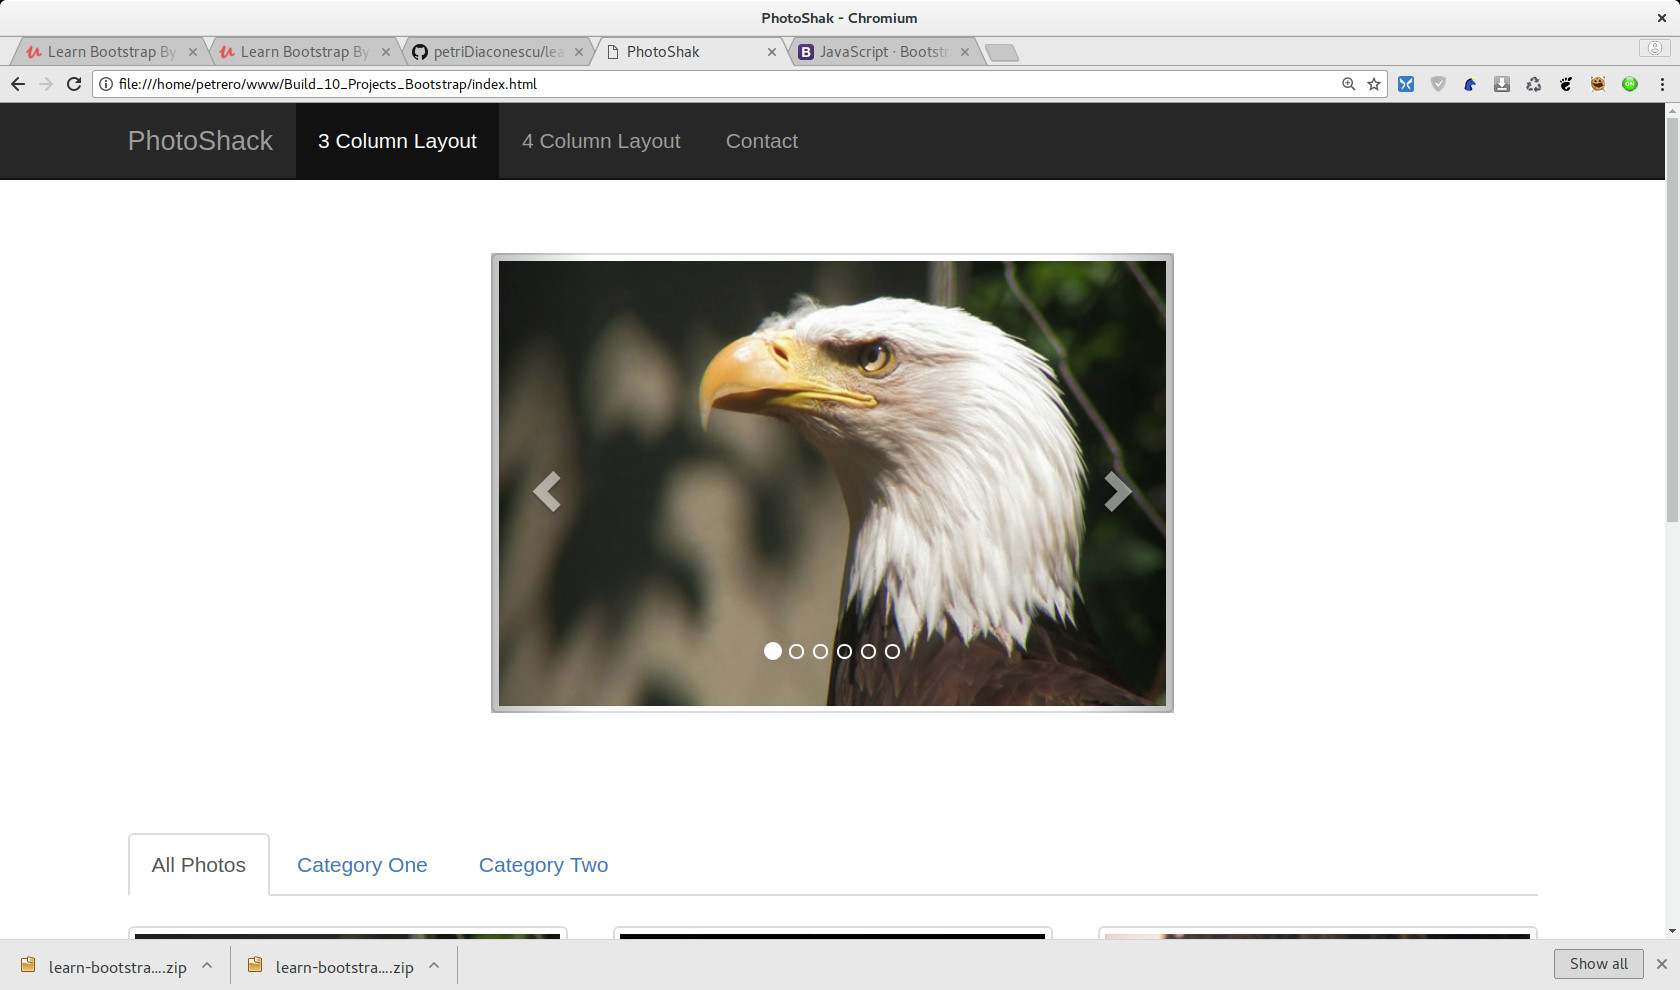 PhotoShak - Chromium
Learn Bootstrap By
Learn Bootstrap By
petriDiaconescu/lea
PhotoShak
B JavaScript · Bootstr
file:///home/petrero/www/Build_10_Projects_Bootstrap/index.html
ON
PhotoShack
3 Column Layout
4 Column Layout
Contact
All Photos
Category One
Category Two
learn-bootstra....zip
learn-bootstra....zip
Show all